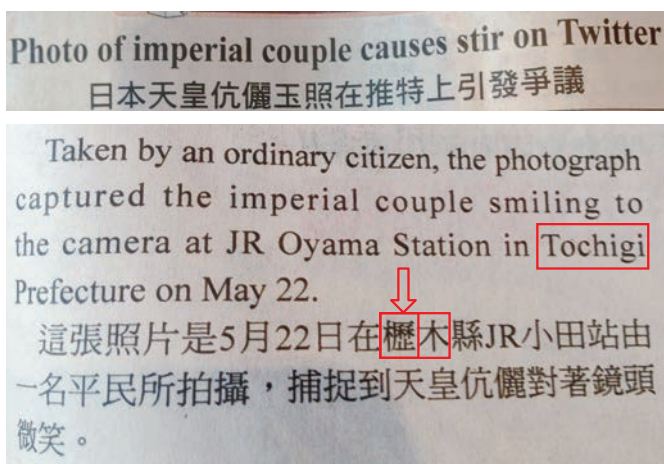 Photo of imperial couple causes stir on Twitter
日本天皇伉儷玉照在推特上引發爭議
Taken by an ordinary citizen, the photograph
captured the imperial couple smiling to
the camera at JR Oyama Station in Tochigi
Prefecture on May 22.
這張照片是5月22日在櫪木縣JR小田站由
一名平民所拍攝，捕捉到天皇伉儷對著鏡頭
微笑。